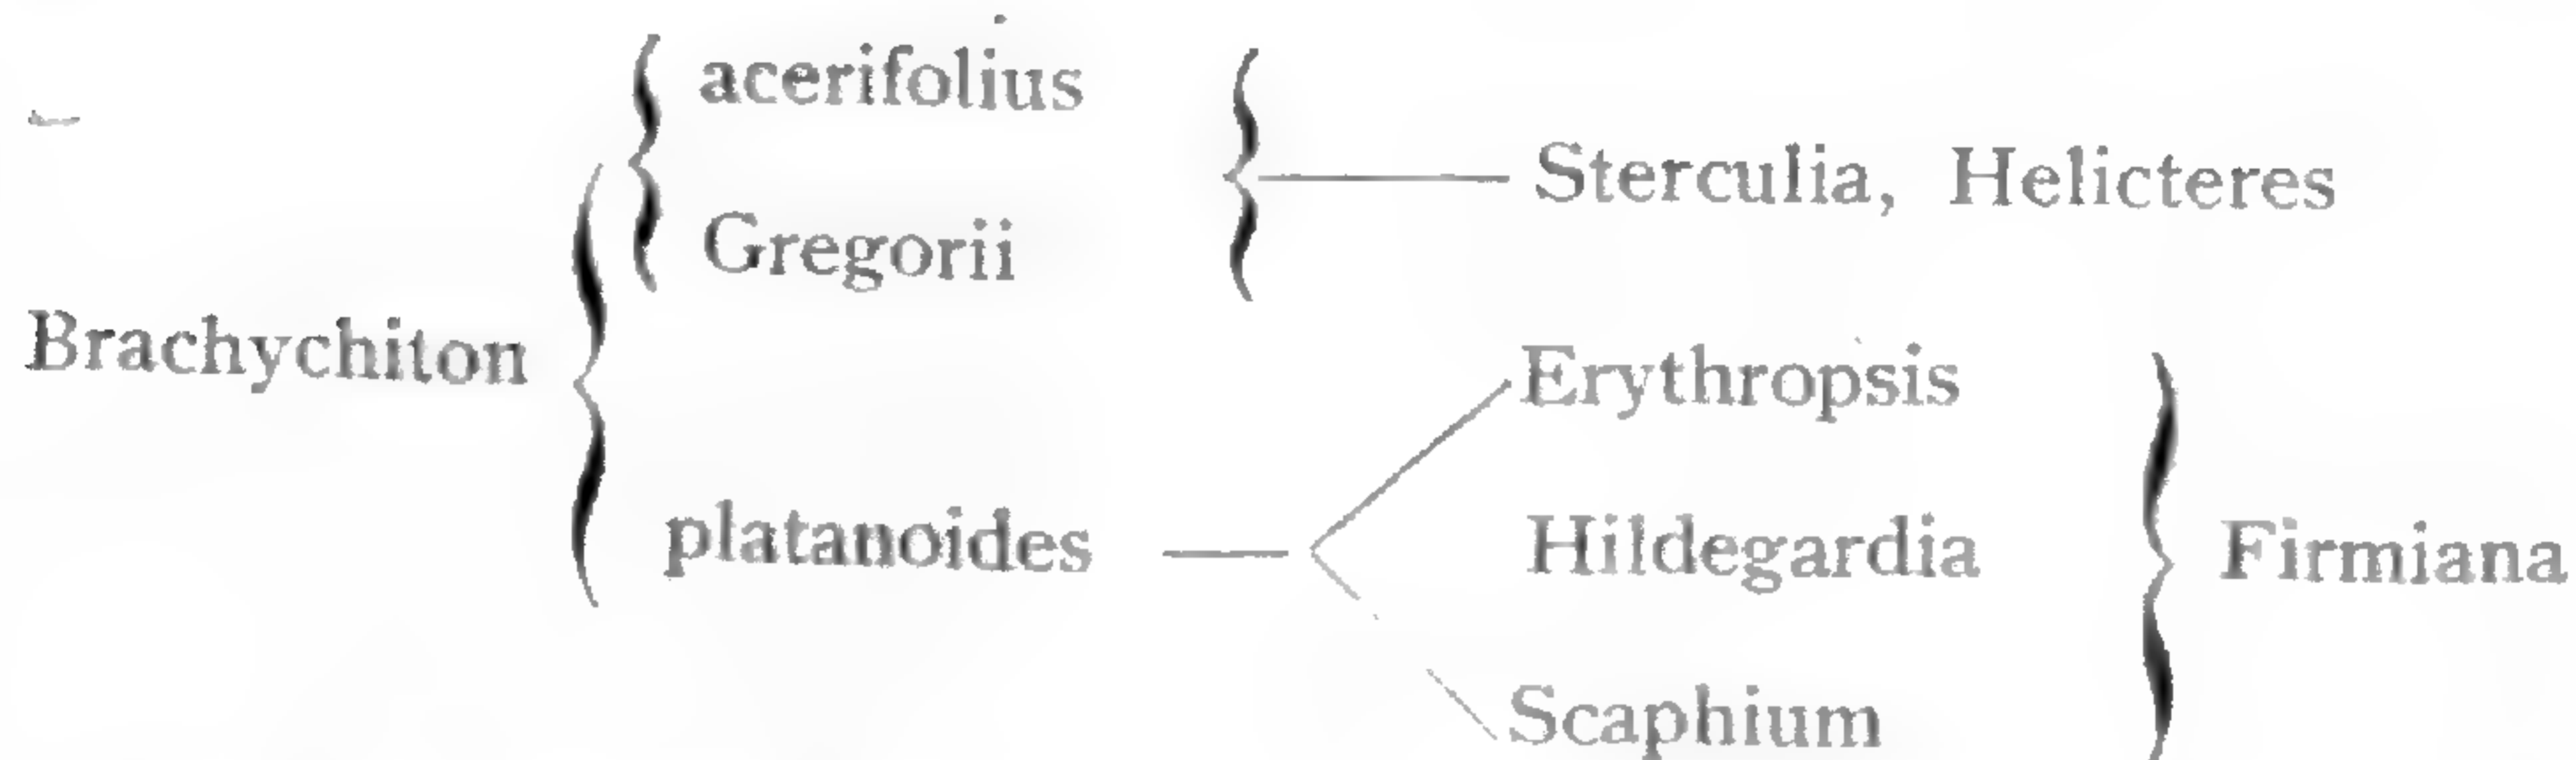 acerifolius
Sterculia, Helicteres
Gregorii
Brachychiton
Erythropsis
platanoides
Hildegardia
Firmiana
Scaphium